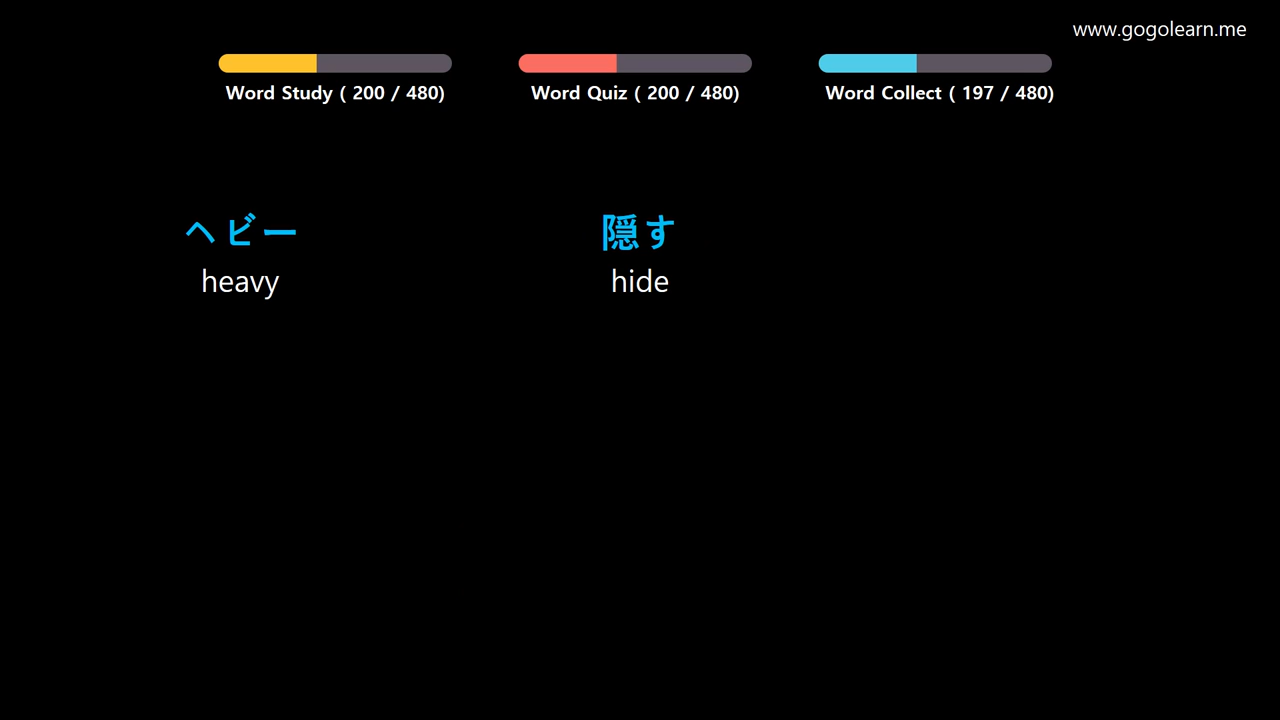 www.gogolearn.me
Word Study ( 200 / 480)
Word Quiz ( 200 / 480)
Word Collect ( 197 / 480)
ヘビー
heavy
隠す
hide